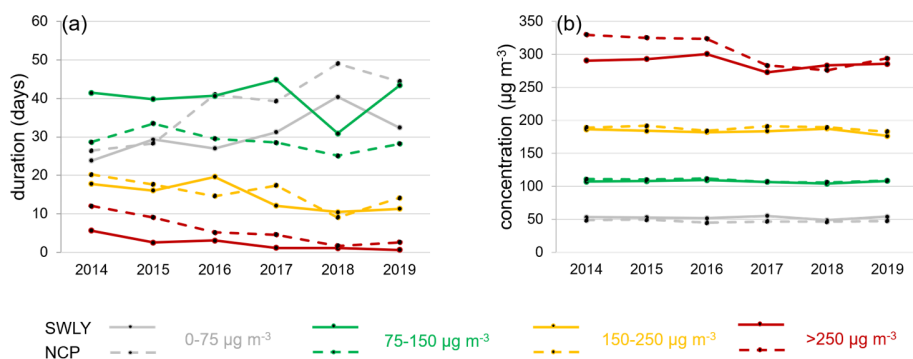 (a)
duration (days)
60
50
40
30
20
10
0
2014 2015 2016 2017 2018 2019
(b)
concentration (µg m⁻³)
350
300
250
200
150
100
50
0
2014 2015 2016 2017 2018 2019
SWLY
NCP
0-75 µg m⁻³
75-150 µg m⁻³
150-250 µg m⁻³
>250 µg m⁻³